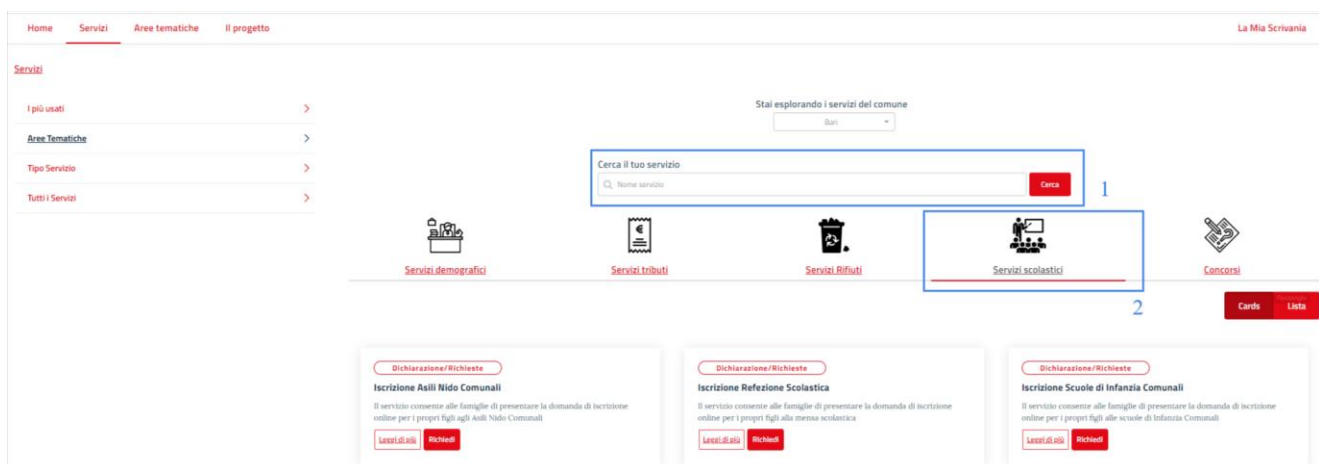 Home Servizi Aree tematiche Il progetto La Mia Scrivania
Servizi
I più usati
Aree Tematiche
Tipo Servizio
Tutti i Servizi
Stai esplorando i servizi del comune
Bari
Cerca il tuo servizio
Nome servizio Cerca
1
Servizi demografici Servizi tributi Servizi Rifiuti Servizi scolastici Concorsi
2
Cards Lista
Dichiarazione/Richieste
Iscrizione Asili Nido Comunali
Il servizio consente alle famiglie di presentare la domanda di iscrizione
online per i propri figli agli Asili Nido Comunali
Leggi di più Richiedi
Dichiarazione/Richieste
Iscrizione Refezione Scolastica
Il servizio consente alle famiglie di presentare la domanda di iscrizione
online per i propri figli alla mensa scolastica
Leggi di più Richiedi
Dichiarazione/Richieste
Iscrizione Scuole di Infanzia Comunali
Il servizio consente alle famiglie di presentare la domanda di iscrizione
online per i propri figli alle scuole di Infanzia Comunali
Leggi di più Richiedi